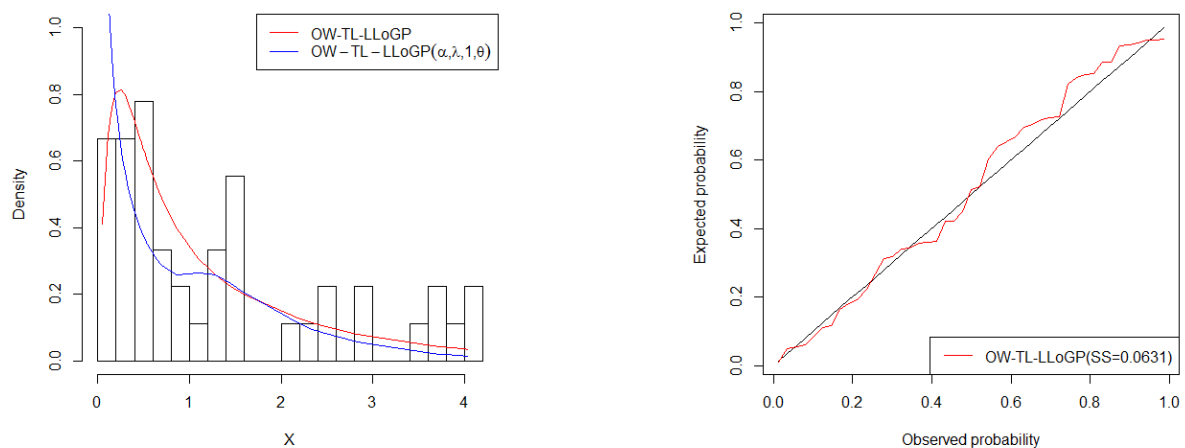 OW-TL-LLoGP
OW − TL − LLoGP(α,λ,1,θ)
Density
0.0 0.2 0.4 0.6 0.8 1.0
0 1 2 3 4
X
Expected probability
0.0 0.2 0.4 0.6 0.8 1.0
OW-TL-LLoGP(SS=0.0631)
0.0 0.2 0.4 0.6 0.8 1.0
Observed probability